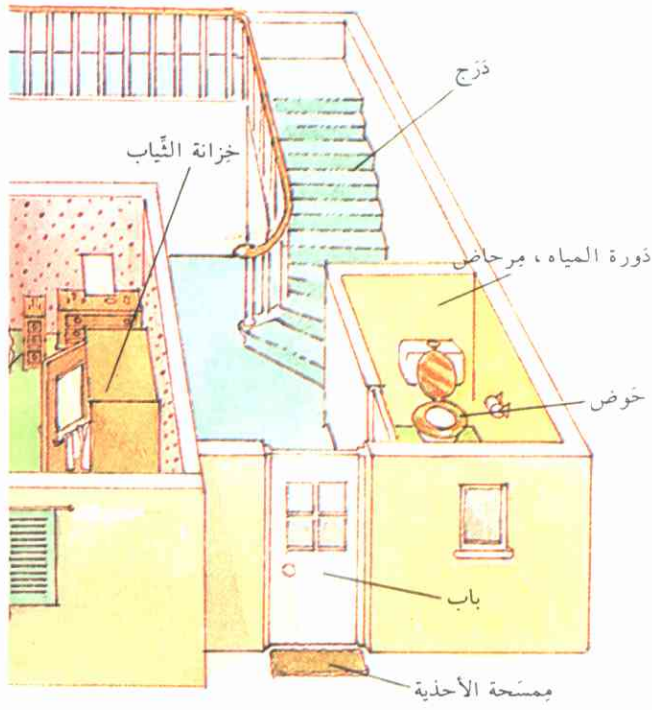 دَرَج
خِزانة الثِّياب
دَورة المياه، مِرحاض
حَوض
باب
مِمسَحة الأحذية